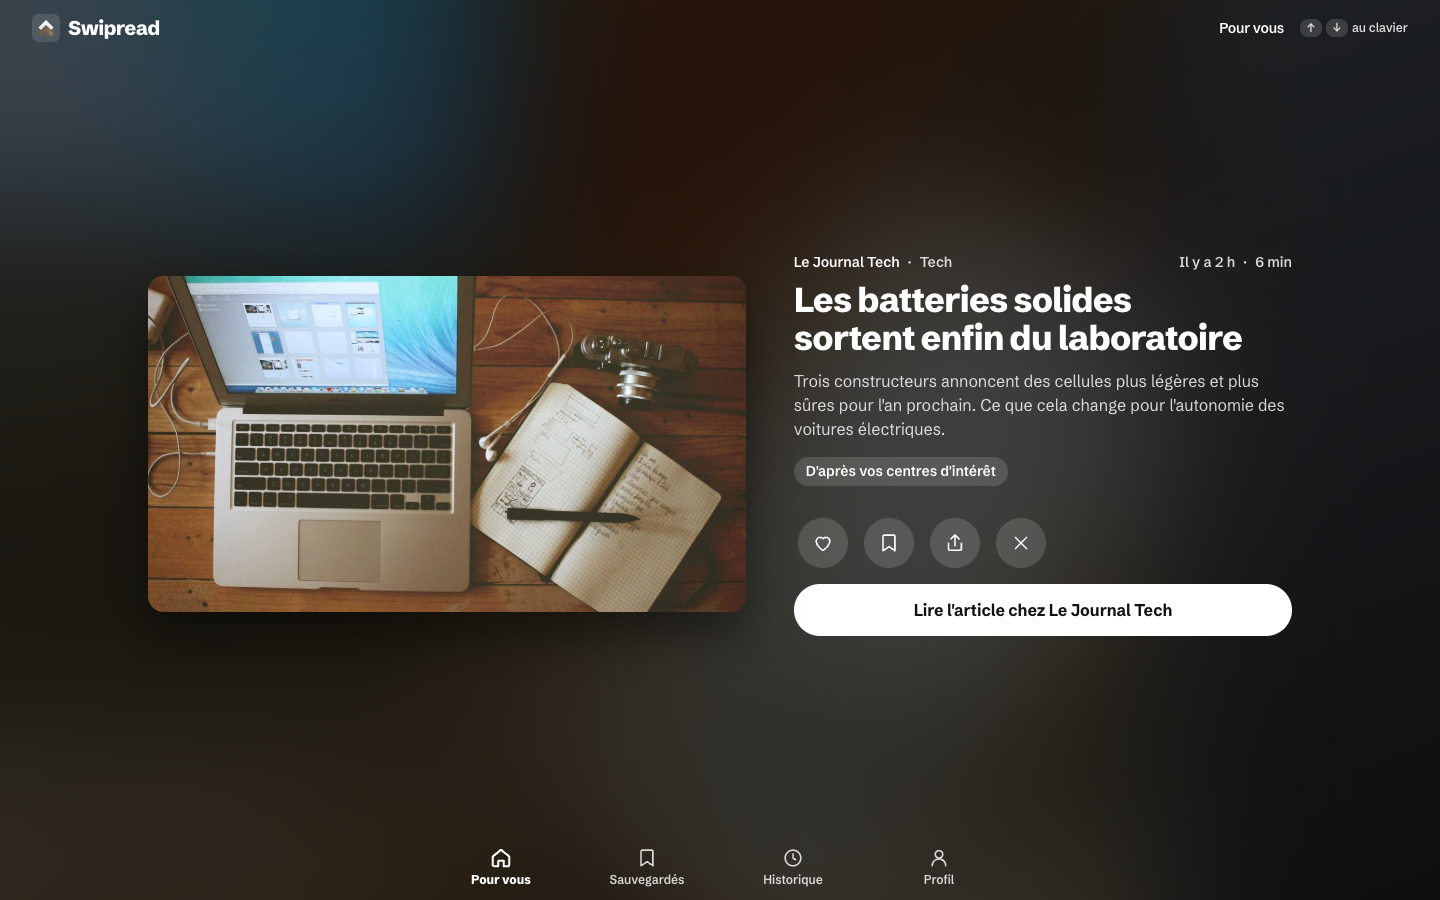 Swipread
Pour vous
au clavier
Le Journal Tech · Tech
Il y a 2 h · 6 min
Les batteries solides
sortent enfin du laboratoire
Trois constructeurs annoncent des cellules plus légères et plus
sûres pour l'an prochain. Ce que cela change pour l'autonomie des
voitures électriques.
D'après vos centres d'intérêt
Lire l'article chez Le Journal Tech
Pour vous
Sauvegardés
Historique
Profil